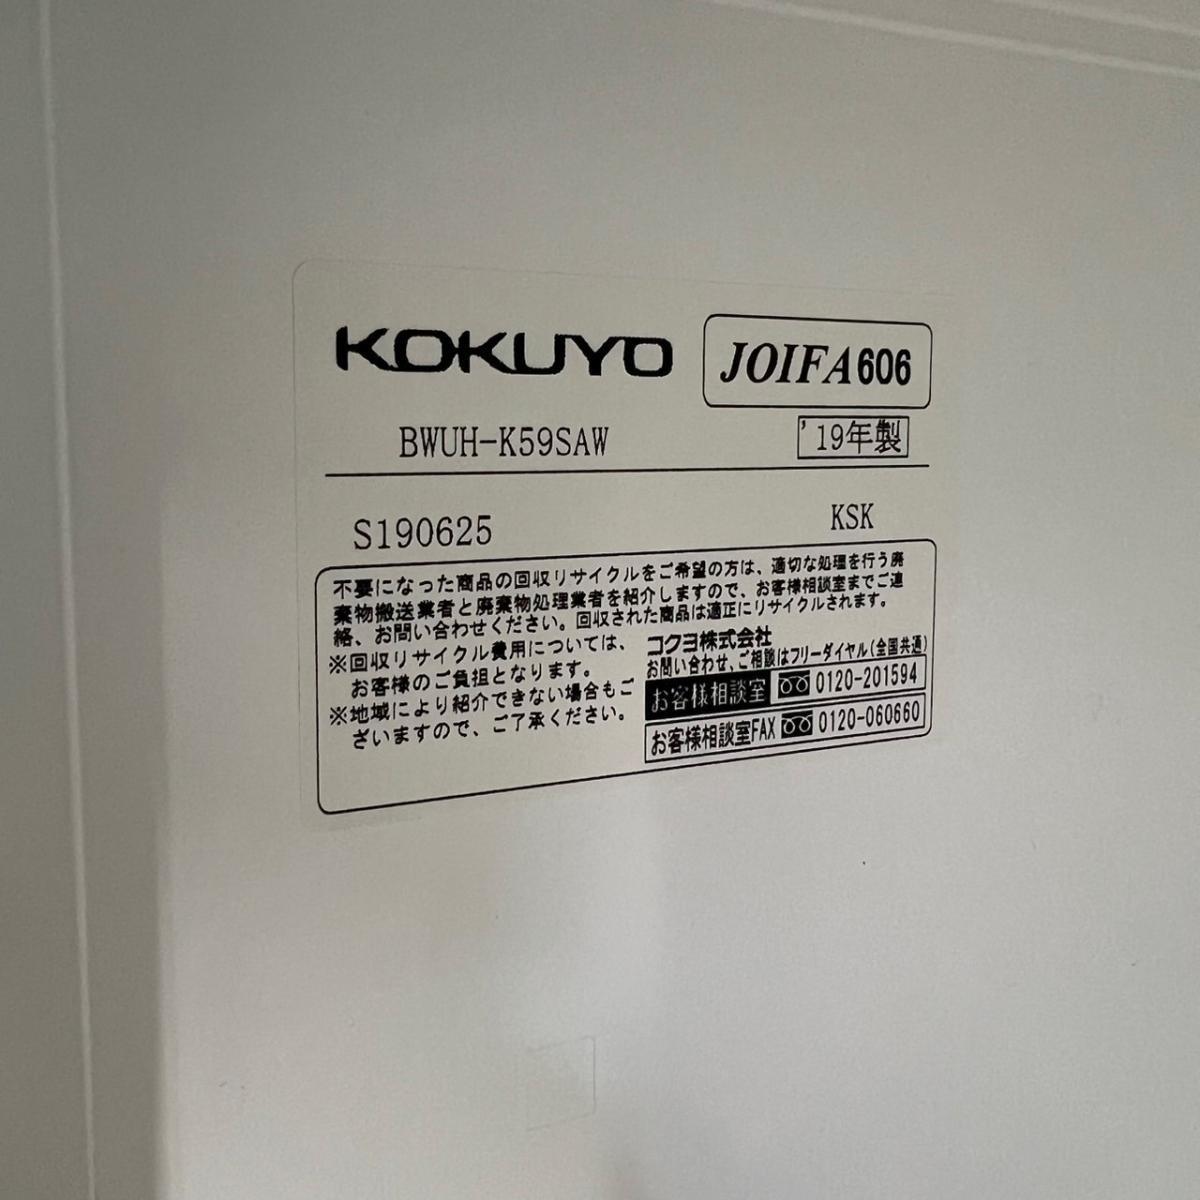 KOKUYO
JOIFA606
BWUH-K59SAW
'19年製
S190625
KSK
不要になった商品の回収リサイクルをご希望の方は、適切な処理を行う廃
棄物搬送業者と廃棄物処理業者を紹介しますので、お客様相談室までご連
絡、お問い合わせください。回収された商品は適正にリサイクルされます。
※回収リサイクル費用については、
お客様のご負担となります。
※地域により紹介できない場合もご
ざいますので、ご了承ください。
コクヨ株式会社
お問い合わせ、ご相談はフリーダイヤル(全国共通)
お客様相談室 0120-201594
お客様相談室FAX 0120-060660